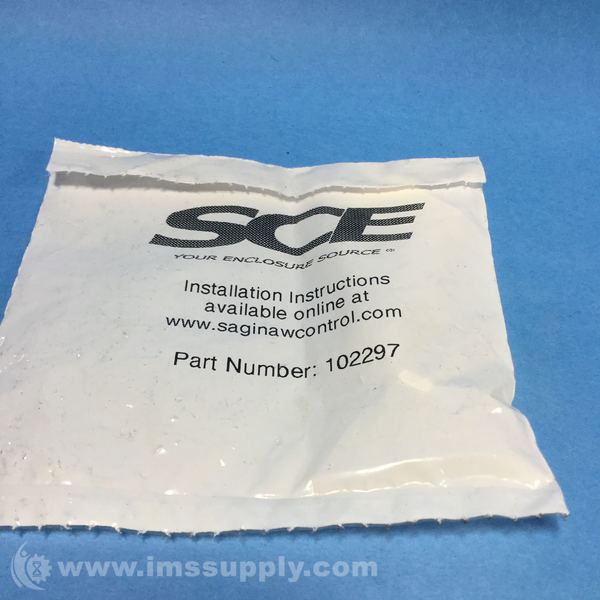 SCE
YOUR ENCLOSURE SOURCE ®
Installation Instructions
available online at
www.saginawcontrol.com
Part Number: 102297
www.imssupply.com